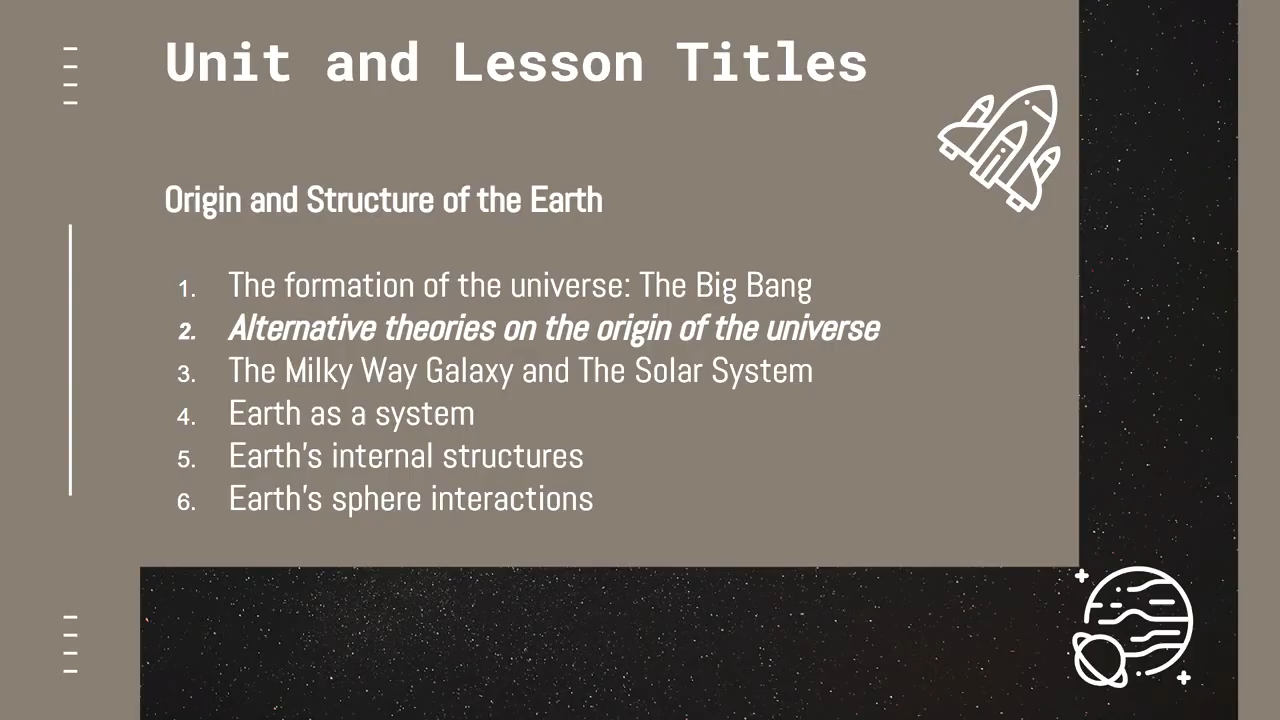 Unit and Lesson Titles
Origin and Structure of the Earth
1. The formation of the universe: The Big Bang
2. Alternative theories on the origin of the universe
3. The Milky Way Galaxy and The Solar System
4. Earth as a system
5. Earth's internal structures
6. Earth's sphere interactions